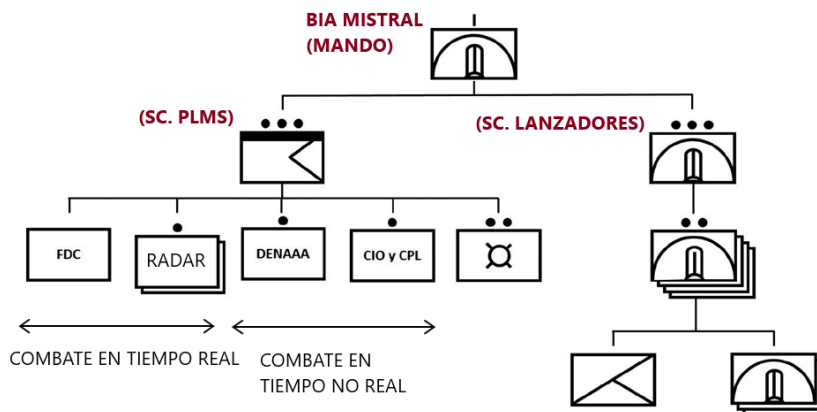 BIA MISTRAL
(MANDO)
(SC. PLMS)
(SC. LANZADORES)
FDC
RADAR
DENAAA
CIO y CPL
COMBATE EN TIEMPO REAL
COMBATE EN
TIEMPO NO REAL